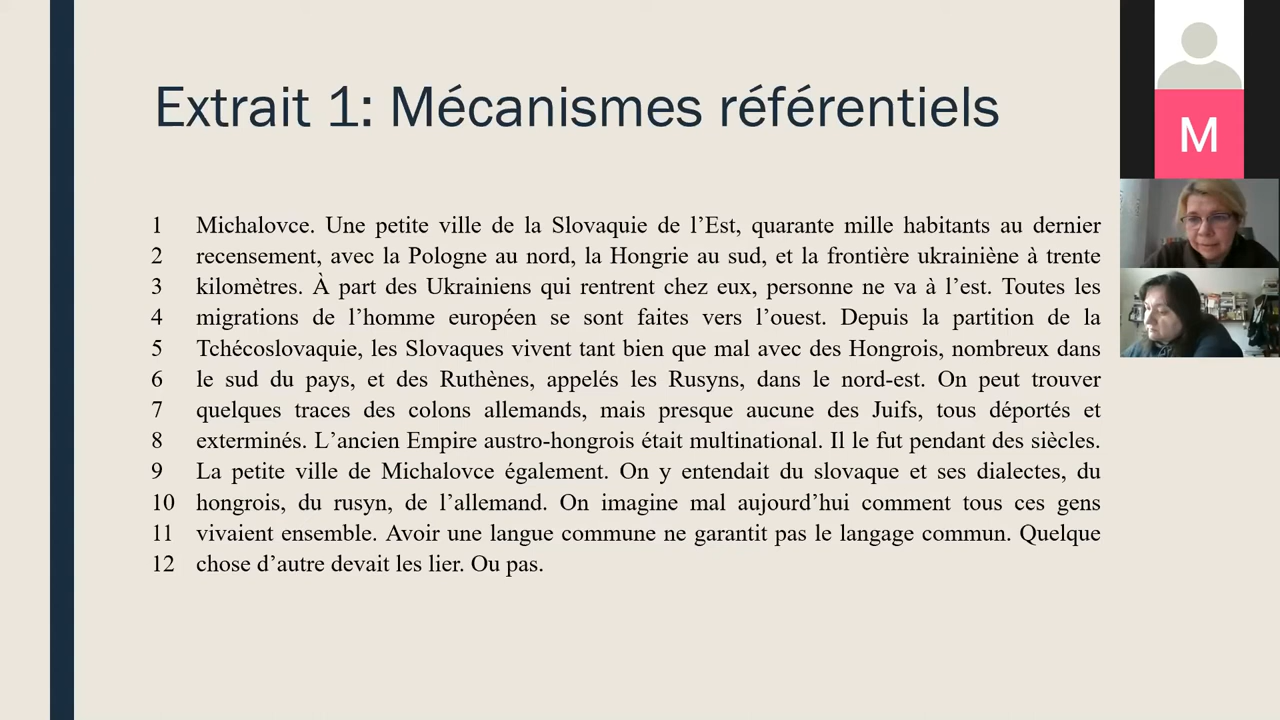 Extrait 1: Mécanismes référentiels
M
1 Michalovce. Une petite ville de la Slovaquie de l’Est, quarante mille habitants au dernier
2 recensement, avec la Pologne au nord, la Hongrie au sud, et la frontière ukrainiène à trente
3 kilomètres. À part des Ukrainiens qui rentrent chez eux, personne ne va à l’est. Toutes les
4 migrations de l’homme européen se sont faites vers l’ouest. Depuis la partition de la
5 Tchécoslovaquie, les Slovaques vivent tant bien que mal avec des Hongrois, nombreux dans
6 le sud du pays, et des Ruthènes, appelés les Rusyns, dans le nord-est. On peut trouver
7 quelques traces des colons allemands, mais presque aucune des Juifs, tous déportés et
8 exterminés. L’ancien Empire austro-hongrois était multinational. Il le fut pendant des siècles.
9 La petite ville de Michalovce également. On y entendait du slovaque et ses dialectes, du
10 hongrois, du rusyn, de l’allemand. On imagine mal aujourd’hui comment tous ces gens
11 vivaient ensemble. Avoir une langue commune ne garantit pas le langage commun. Quelque
12 chose d’autre devait les lier. Ou pas.